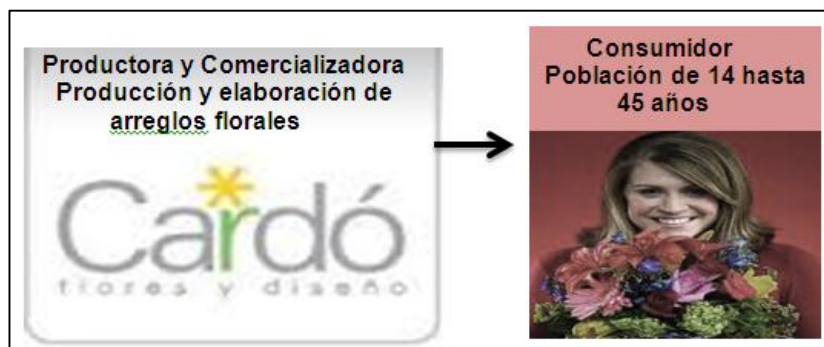 Productora y Comercializadora
Producción y elaboración de
arreglos florales
Cardó
flores y diseño
Consumidor
Población de 14 hasta
45 años